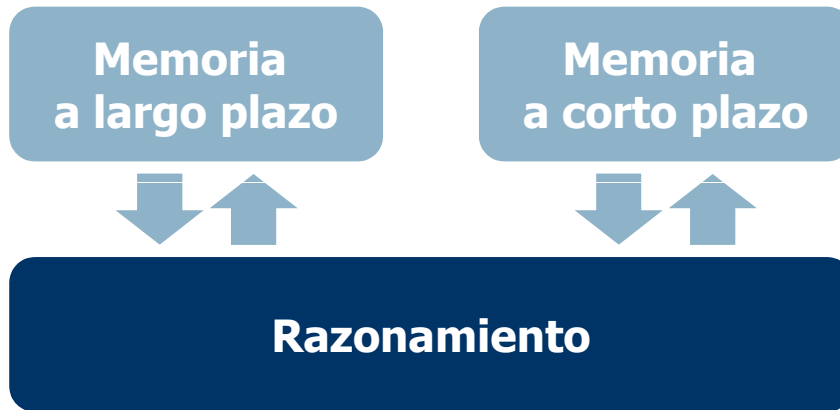 Memoria
a largo plazo
Memoria
a corto plazo
Razonamiento